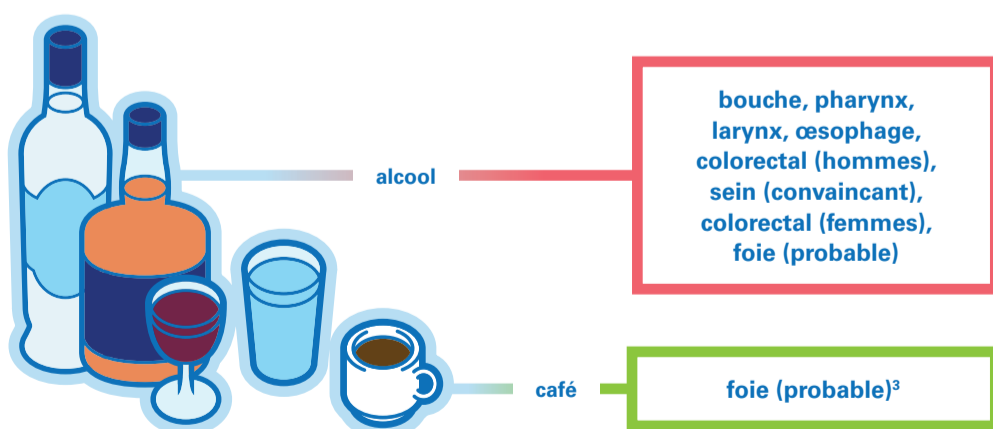 alcool
bouche, pharynx,
larynx, œsophage,
colorectal (hommes),
sein (convaincant),
colorectal (femmes),
foie (probable)
café
foie (probable)³